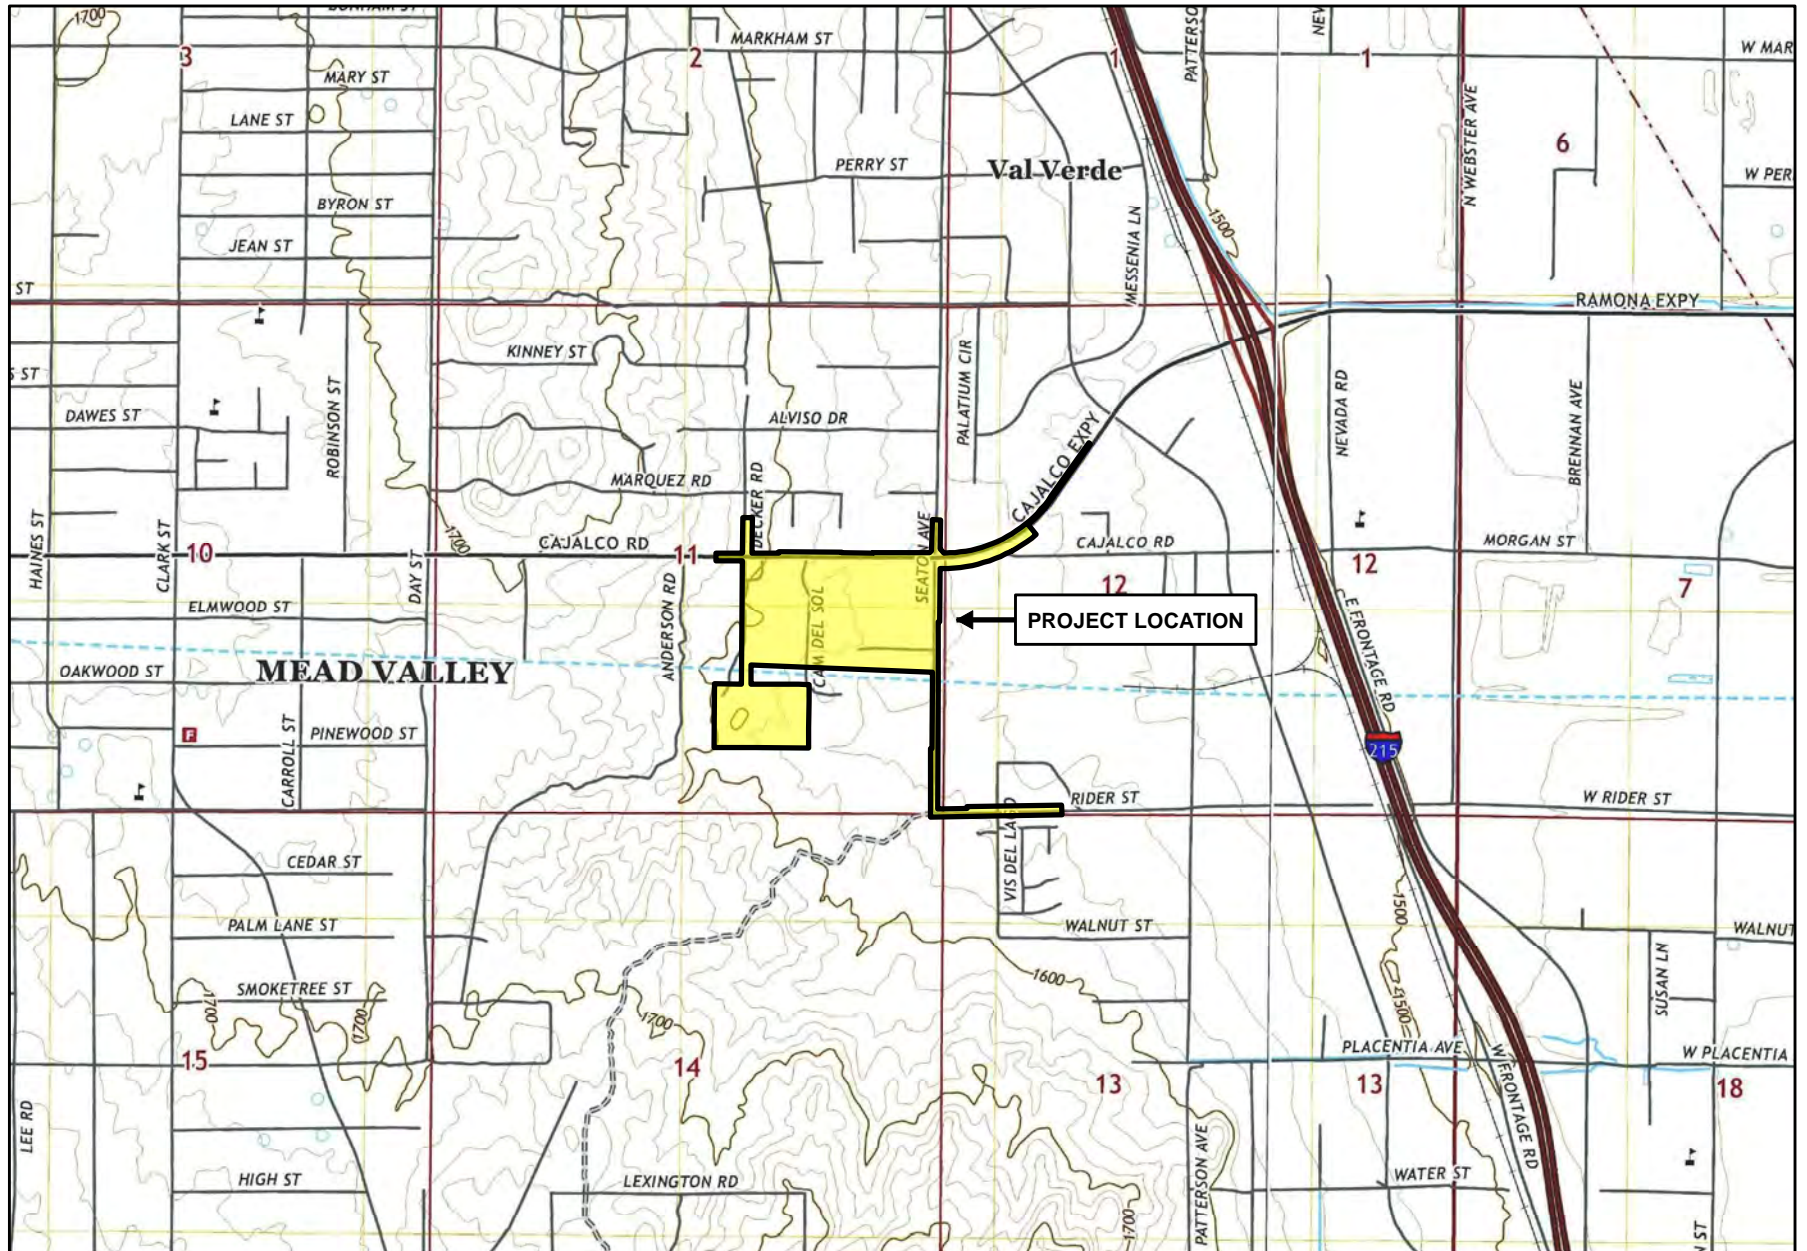 1700
MARKHAM ST
W MAR
3
2
1
1
MARY ST
LANE ST
N WEBSTER AVE
6
PERRY ST
Val Verde
W PER
BYRON ST
JEAN ST
1500
MESSENIA LN
ST
RAMONA EXPY
KINNEY ST
PALATIUM CIR
NEVADA RD
BRENNAN AVE
ROBINSON ST
DAWES ST
ALVISO DR
CAJALCO EXPY
MARQUEZ RD
DECKER RD
SEATON AVE
HAINES ST
CLARK ST
10
DAY ST
1700
CAJALCO RD
11
CAJALCO RD
12
12
MORGAN ST
7
ELMWOOD ST
ANDERSON RD
CAM DEL SOL
PROJECT LOCATION
E FRONTAGE RD
OAKWOOD ST
MEAD VALLEY
F
CARROLL ST
PINEWOOD ST
215
RIDER ST
W RIDER ST
CEDAR ST
PALM LANE ST
WALNUT ST
WALNUT
1500
SUSAN LN
1600
SMOKETREE ST
1700
1700
1700
1500
PLACENTIA AVE
W PLACENTIA
W FRONTAGE RD
15
14
13
13
18
LEE RD
HIGH ST
LEXINGTON RD
PATTERSON AVE
WATER ST
1700
N ST